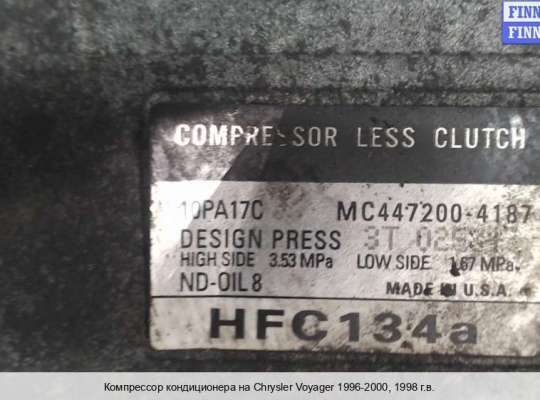 FINN
FINN
COMPRESSOR LESS CLUTCH
10PA17C MC447200-4187
DESIGN PRESS 3T
HIGH SIDE 3.53 MPa LOW SIDE 1.67 MPa
ND-OIL 8
MADE IN U.S.A.
HFC134a
Компрессор кондиционера на Chrysler Voyager 1996-2000, 1998 г.в.